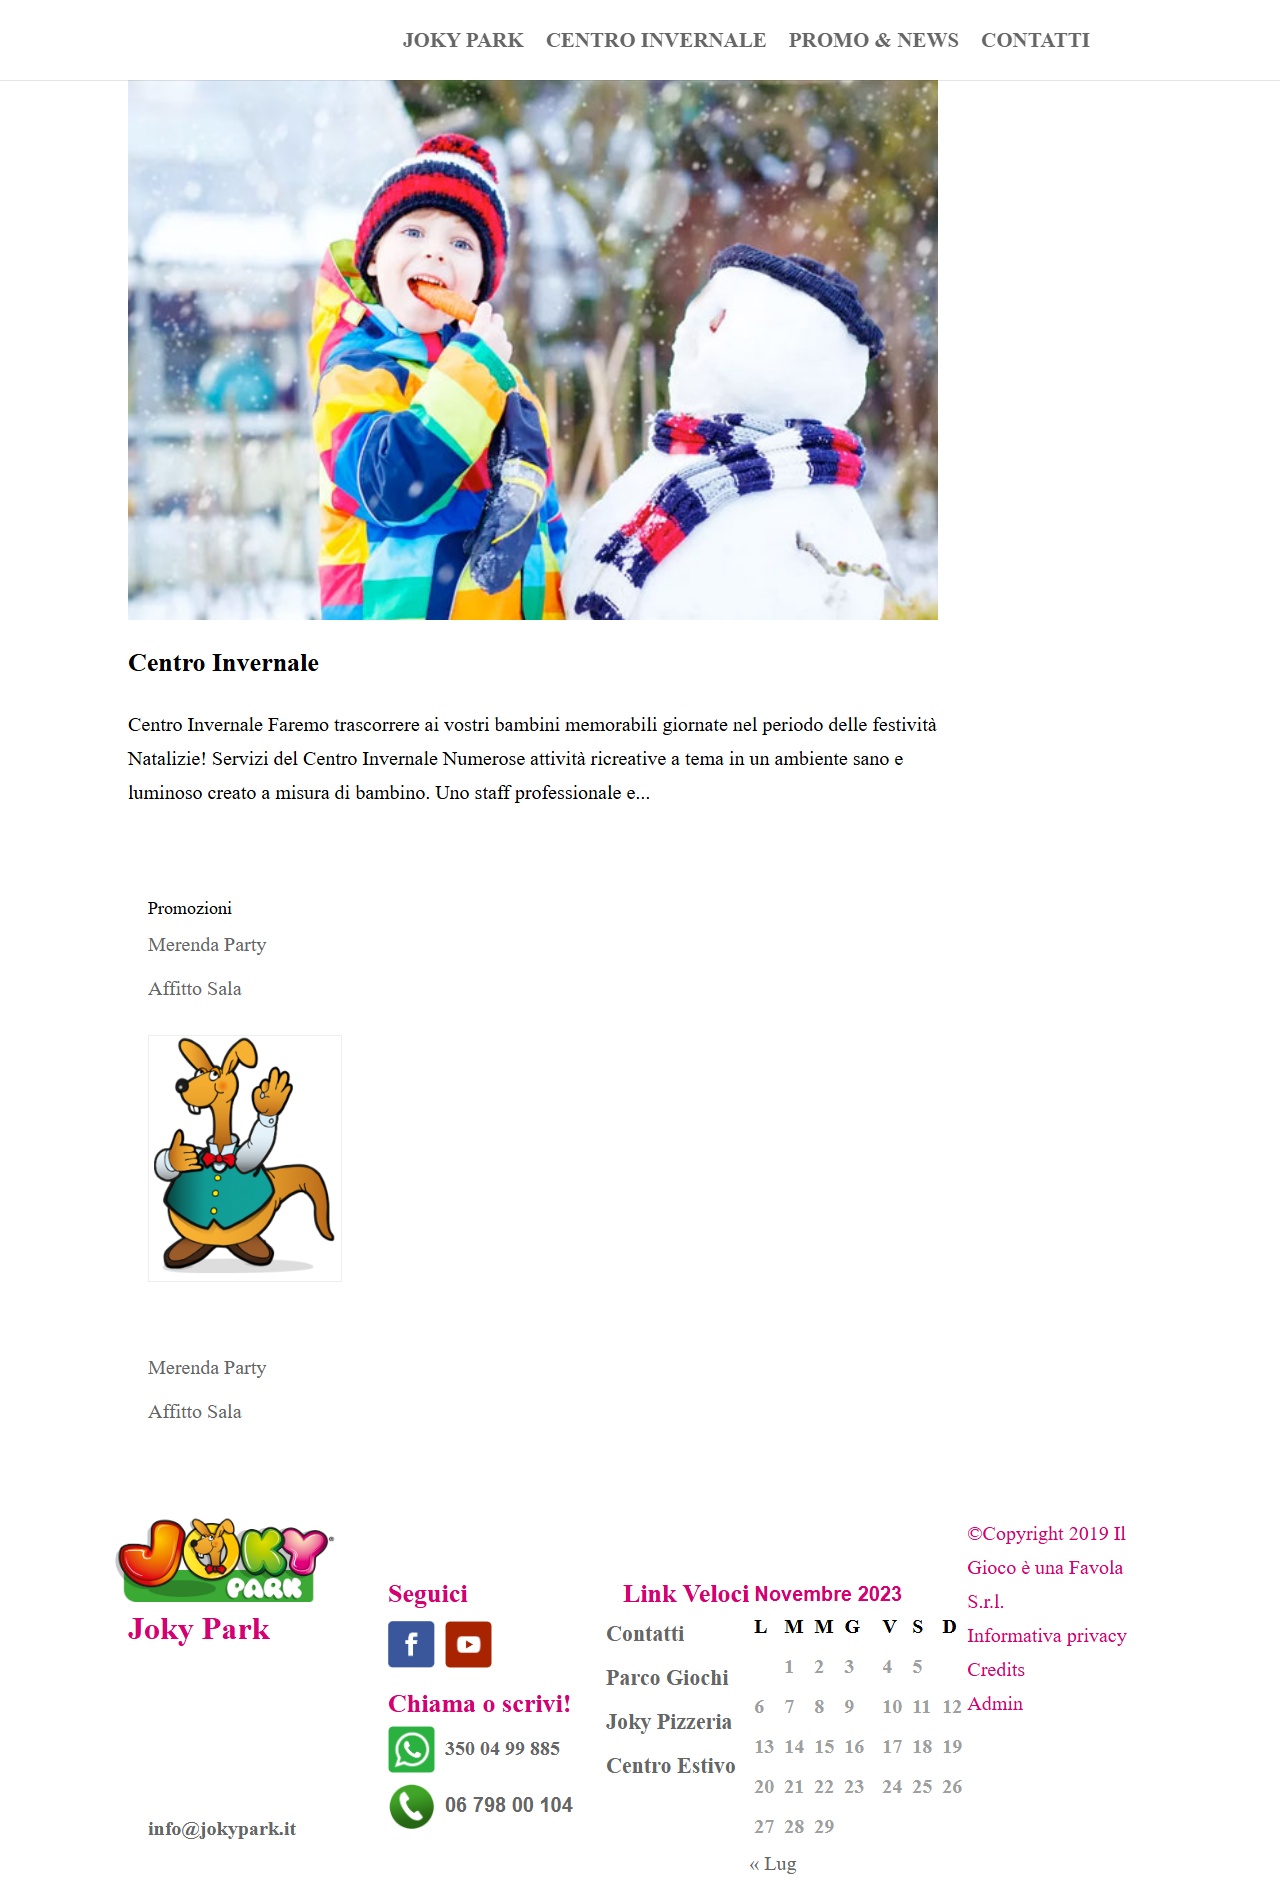 JOKY PARK CENTRO INVERNALE PROMO & NEWS CONTATTI
Centro Invernale
Centro Invernale Faremo trascorrere ai vostri bambini memorabili giornate nel periodo delle festività
Natalizie! Servizi del Centro Invernale Numerose attività ricreative a tema in un ambiente sano e
luminoso creato a misura di bambino. Uno staff professionale e...
Promozioni
Merenda Party
Affitto Sala
Merenda Party
Affitto Sala
JOKY
PARK
Joky Park
info@jokypark.it
Seguici
Chiama o scrivi!
350 04 99 885
06 798 00 104
Link Veloci
Contatti
Parco Giochi
Joky Pizzeria
Centro Estivo
Novembre 2023
L M M G V S D
1 2 3 4 5
6 7 8 9 10 11 12
13 14 15 16 17 18 19
20 21 22 23 24 25 26
27 28 29
« Lug
©Copyright 2019 Il
Gioco è una Favola
S.r.l.
Informativa privacy
Credits
Admin